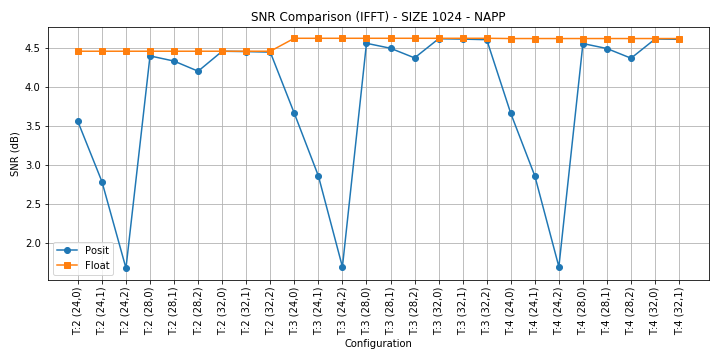 SNR Comparison (IFFT) - SIZE 1024 - NAPP
SNR (dB)
4.5
4.0
3.5
3.0
2.5
2.0
Posit
Float
T:2 (24,0)
T:2 (24,1)
T:2 (24,2)
T:2 (28,0)
T:2 (28,1)
T:2 (28,2)
T:2 (32,0)
T:2 (32,1)
T:2 (32,2)
T:3 (24,0)
T:3 (24,1)
T:3 (24,2)
T:3 (28,0)
T:3 (28,1)
T:3 (28,2)
T:3 (32,0)
T:3 (32,1)
T:3 (32,2)
T:4 (24,0)
T:4 (24,1)
T:4 (24,2)
T:4 (28,0)
T:4 (28,1)
T:4 (28,2)
T:4 (32,0)
T:4 (32,1)
Configuration